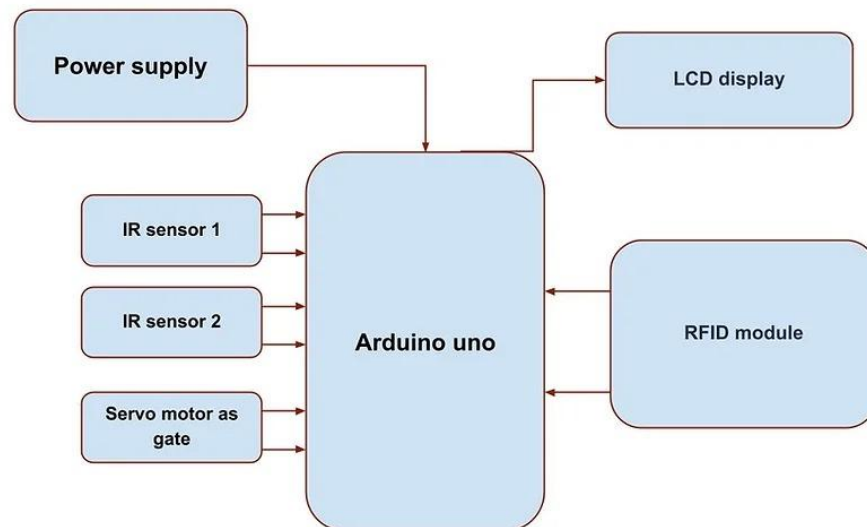 Power supply
LCD display
IR sensor 1
IR sensor 2
Arduino uno
RFID module
Servo motor as
gate